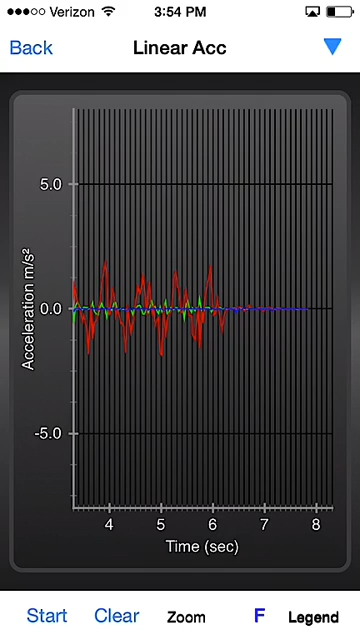 Verizon 3:54 PM
Back Linear Acc
5.0
0.0
-5.0
Acceleration m/s²
4 5 6 7 8
Time (sec)
Start Clear Zoom F Legend